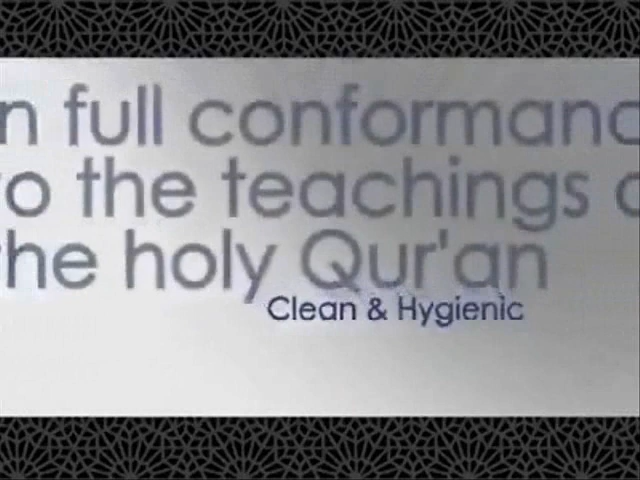 n full conformanc
o the teachings
he holy Qur'an
Clean & Hygienic